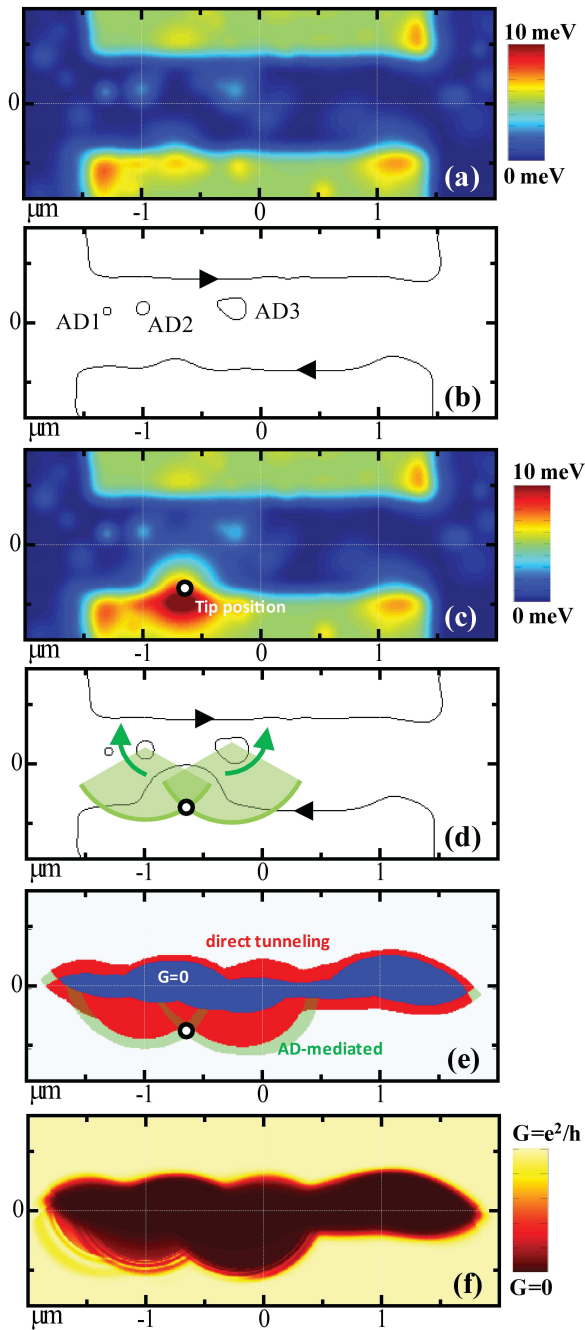 10 meV
0
(a)
0 meV
μm
-1
0
1
0
AD1
AD2
AD3
(b)
μm
-1
0
1
10 meV
0
Tip position
(c)
0 meV
μm
-1
0
1
0
(d)
μm
-1
0
1
direct tunneling
G=0
0
AD-mediated
(e)
μm
-1
0
1
G=e²/h
0
(f)
G=0
μm
-1
0
1